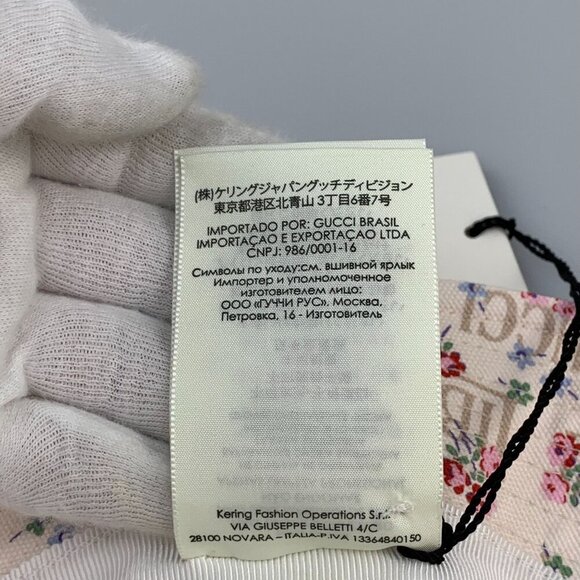 (株)ケリングジャパングッチディビジョン
東京都港区北青山 3丁目6番7号
IMPORTADO POR: GUCCI BRASIL
IMPORTAÇAO E EXPORTAÇAO LTDA
CNPJ: 986/0001-16
Символы по уходу:см. вшивной ярлык
Импортер и уполномоченное
изготовителем лицо:
ООО «ГУЧЧИ РУС», Москва,
Петровка, 16 - Изготовитель
Kering Fashion Operations S.r.l.
VIA GIUSEPPE BELLETTI 4/C
28100 NOVARA – ITALIA-P.IVA 13364840150